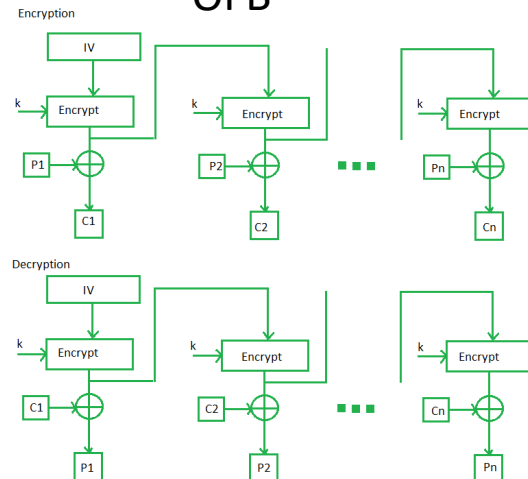 OFB
Encryption
IV
k Encrypt k Encrypt k Encrypt
P1 P2 Pn
C1 C2 Cn
Decryption
IV
k Encrypt k Encrypt k Encrypt
C1 C2 Cn
P1 P2 Pn